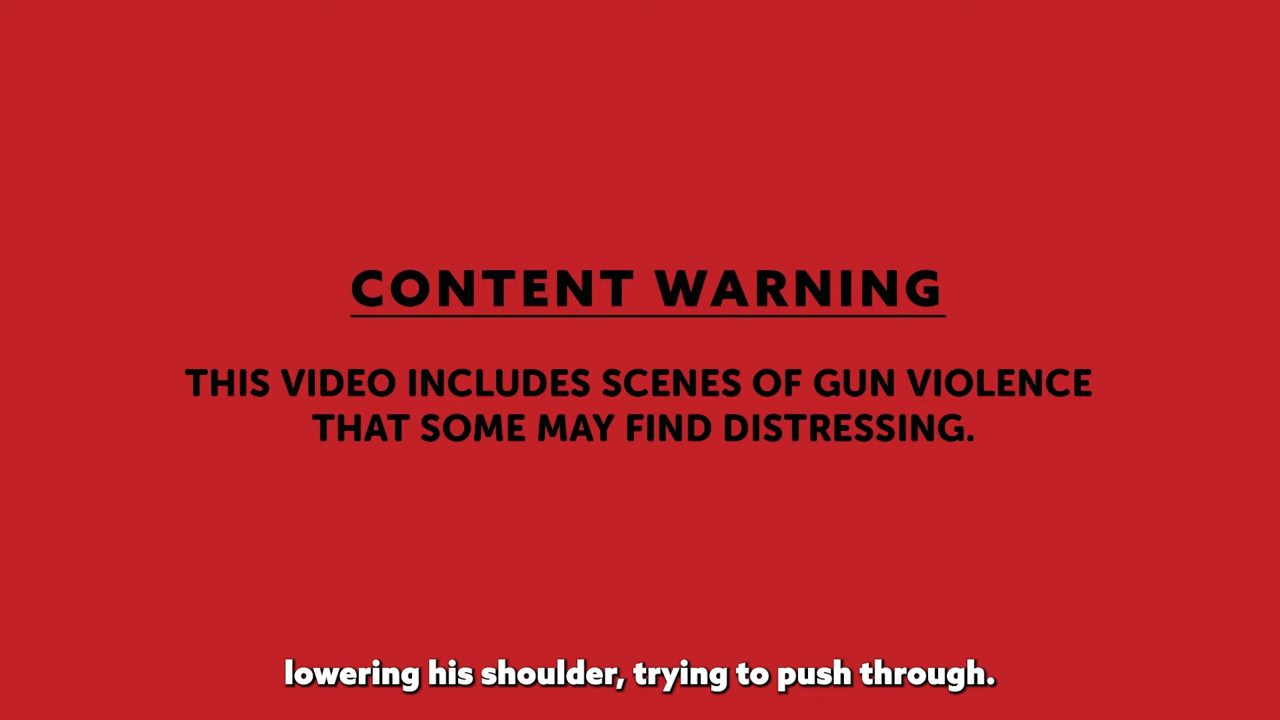 CONTENT WARNING
THIS VIDEO INCLUDES SCENES OF GUN VIOLENCE
THAT SOME MAY FIND DISTRESSING.
lowering his shoulder, trying to push through.